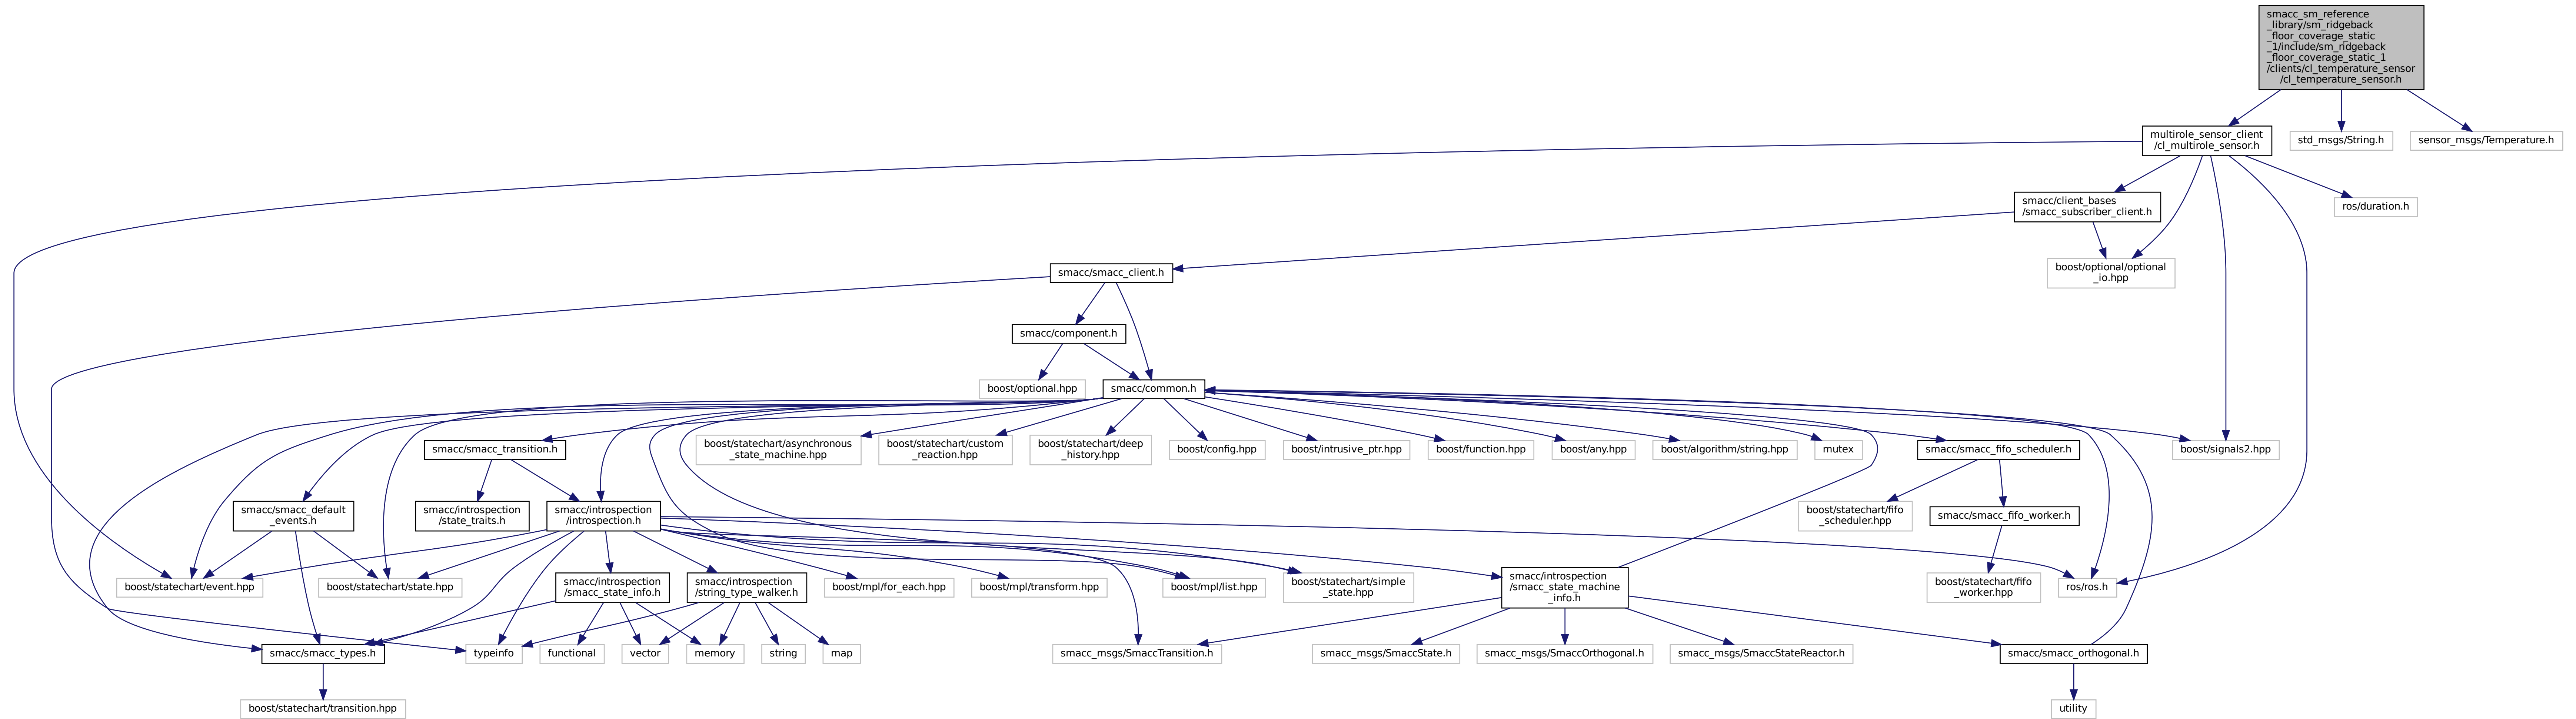 smacc_sm_reference
_library/sm_ridgeback
_floor_coverage_static
_1/include/sm_ridgeback
_floor_coverage_static_1
/clients/cl_temperature_sensor
/cl_temperature_sensor.h
multirole_sensor_client
/cl_multirole_sensor.h
std_msgs/String.h
sensor_msgs/Temperature.h
smacc/client_bases
/smacc_subscriber_client.h
ros/duration.h
smacc/smacc_client.h
boost/optional/optional
_io.hpp
smacc/component.h
boost/optional.hpp
smacc/common.h
smacc/smacc_transition.h
boost/statechart/asynchronous
_state_machine.hpp
boost/statechart/custom
_reaction.hpp
boost/statechart/deep
_history.hpp
boost/config.hpp
boost/intrusive_ptr.hpp
boost/function.hpp
boost/any.hpp
boost/algorithm/string.hpp
mutex
smacc/smacc_fifo_scheduler.h
boost/signals2.hpp
smacc/smacc_default
_events.h
smacc/introspection
/state_traits.h
smacc/introspection
/introspection.h
boost/statechart/fifo
_scheduler.hpp
smacc/smacc_fifo_worker.h
boost/statechart/event.hpp
boost/statechart/state.hpp
smacc/introspection
/smacc_state_info.h
smacc/introspection
/string_type_walker.h
boost/mpl/for_each.hpp
boost/mpl/transform.hpp
boost/mpl/list.hpp
boost/statechart/simple
_state.hpp
smacc/introspection
/smacc_state_machine
_info.h
boost/statechart/fifo
_worker.hpp
ros/ros.h
smacc/smacc_types.h
typeinfo
functional
vector
memory
string
map
smacc_msgs/SmaccTransition.h
smacc_msgs/SmaccState.h
smacc_msgs/SmaccOrthogonal.h
smacc_msgs/SmaccStateReactor.h
smacc/smacc_orthogonal.h
boost/statechart/transition.hpp
utility